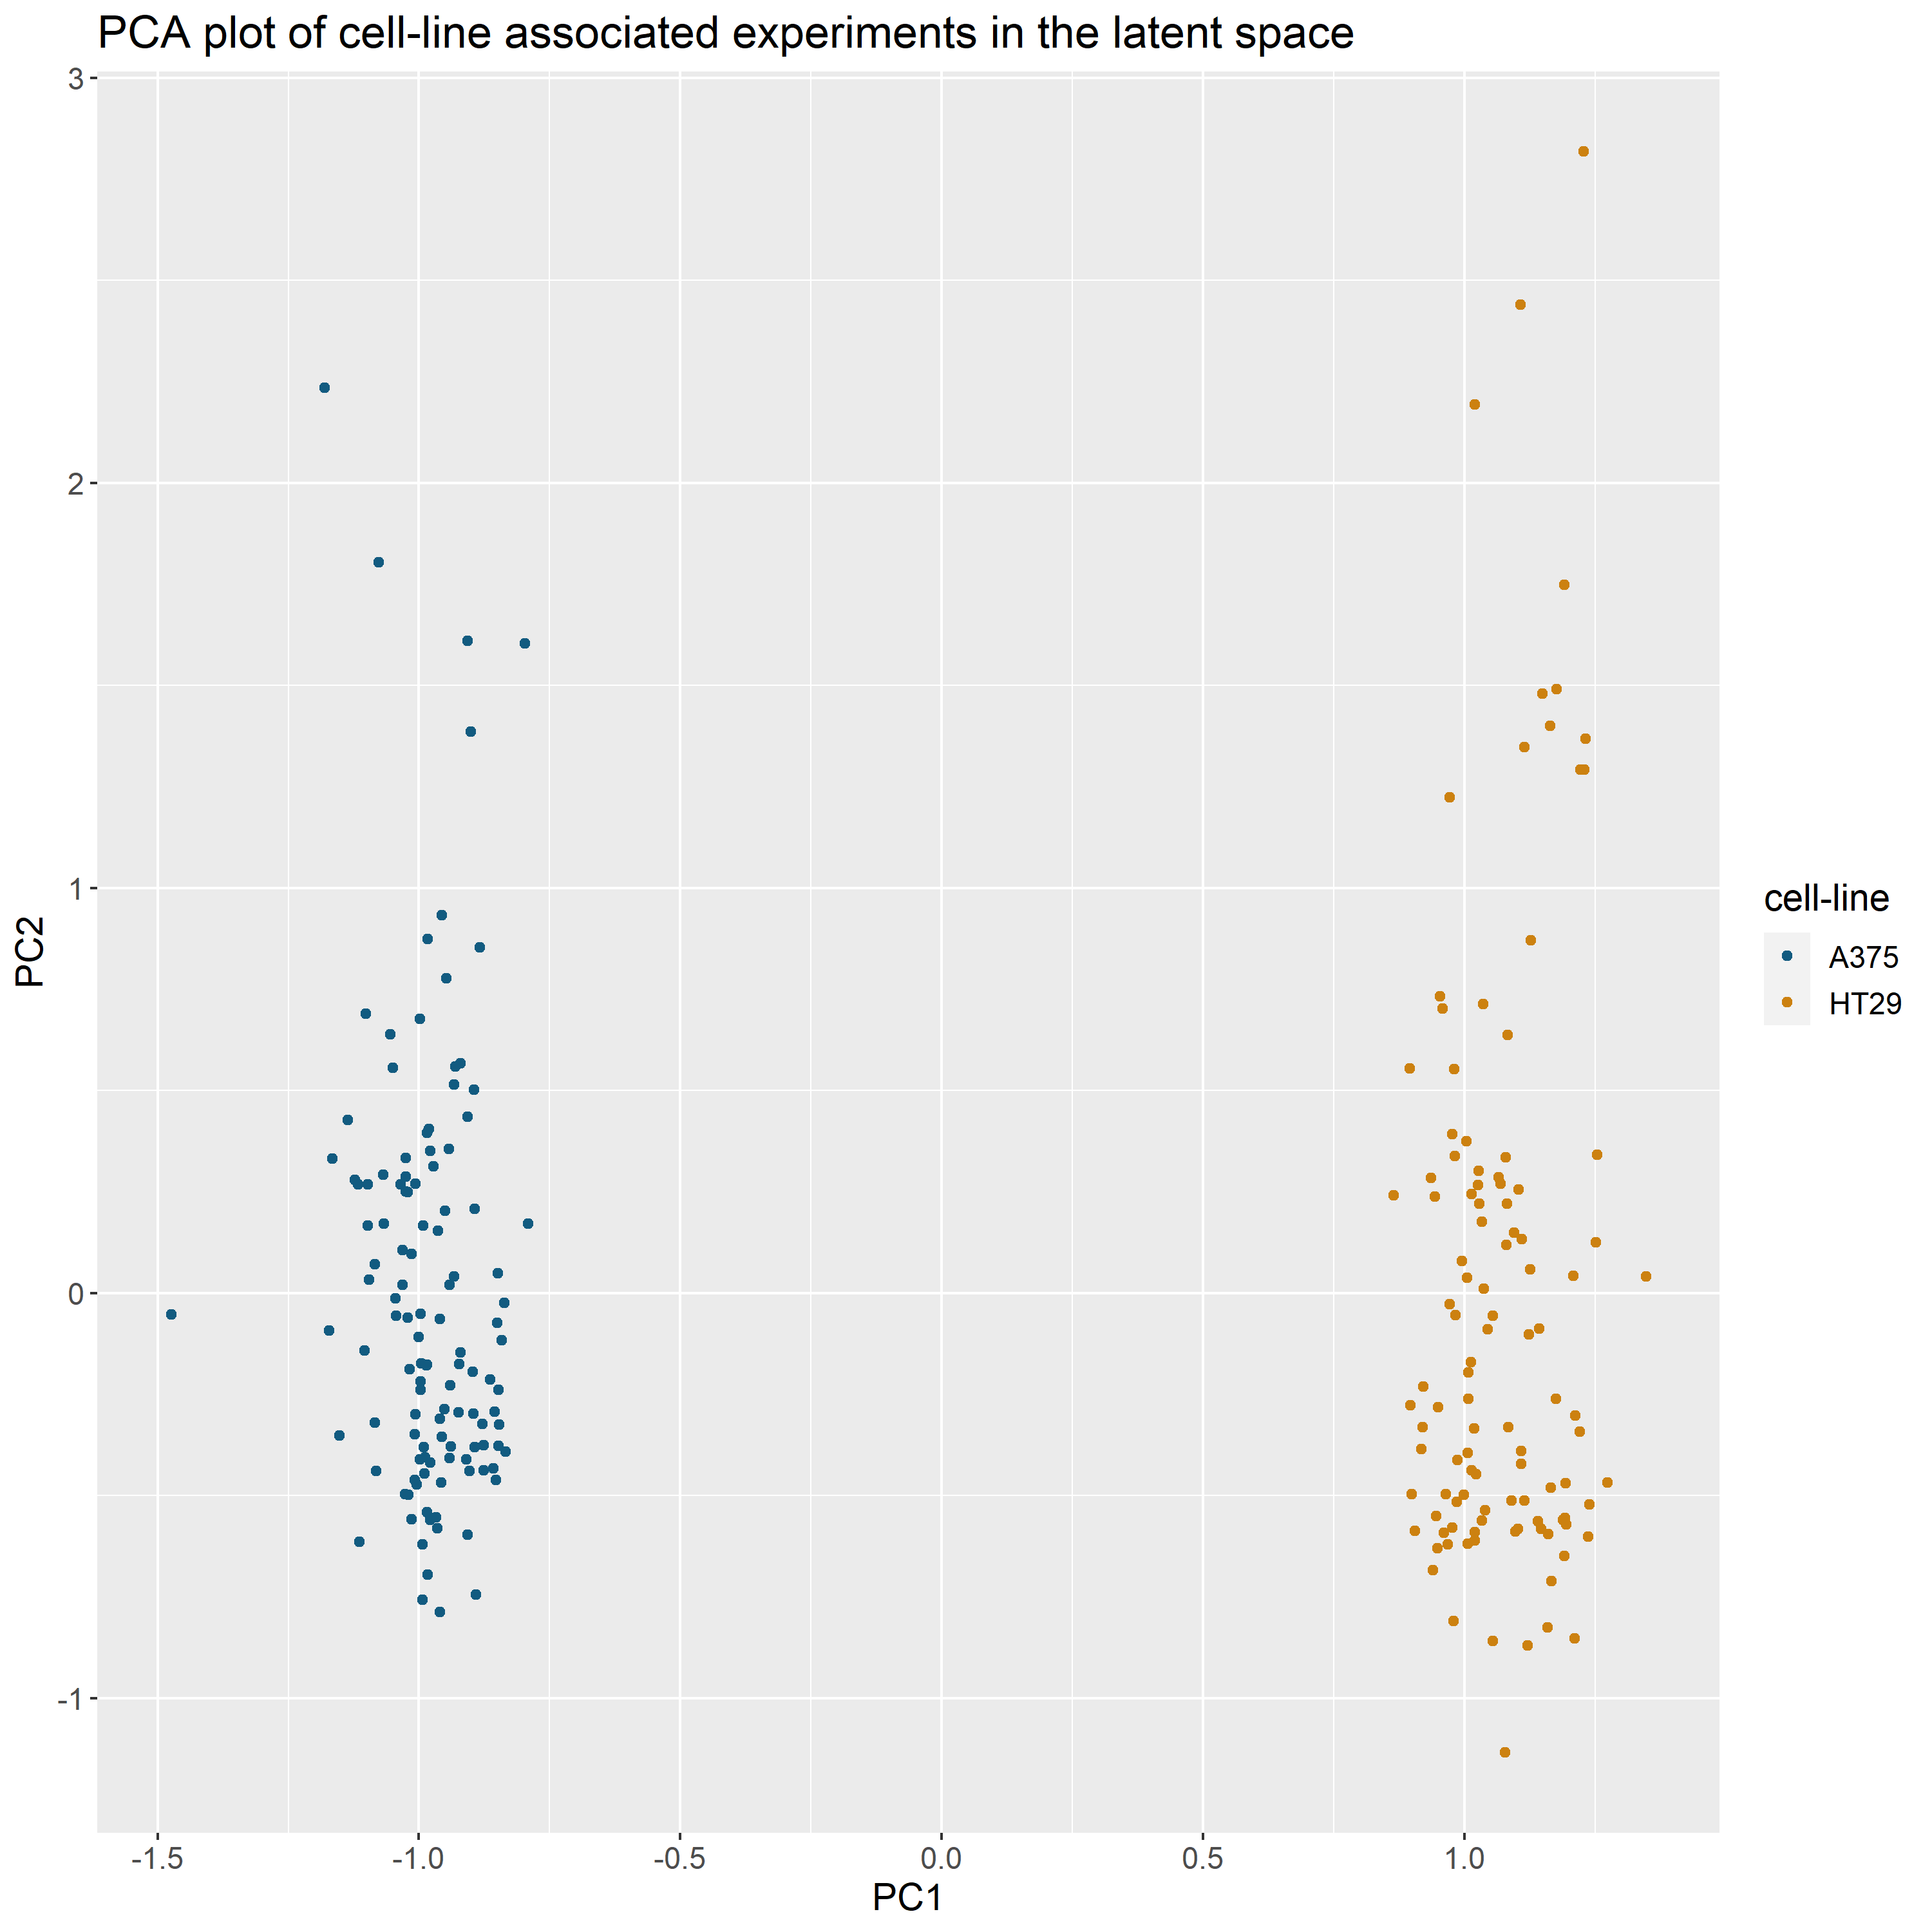 PCA plot of cell-line associated experiments in the latent space
3
2
1
0
-1
PC2
-1.5
-1.0
-0.5
0.0
0.5
1.0
PC1
cell-line
A375
HT29